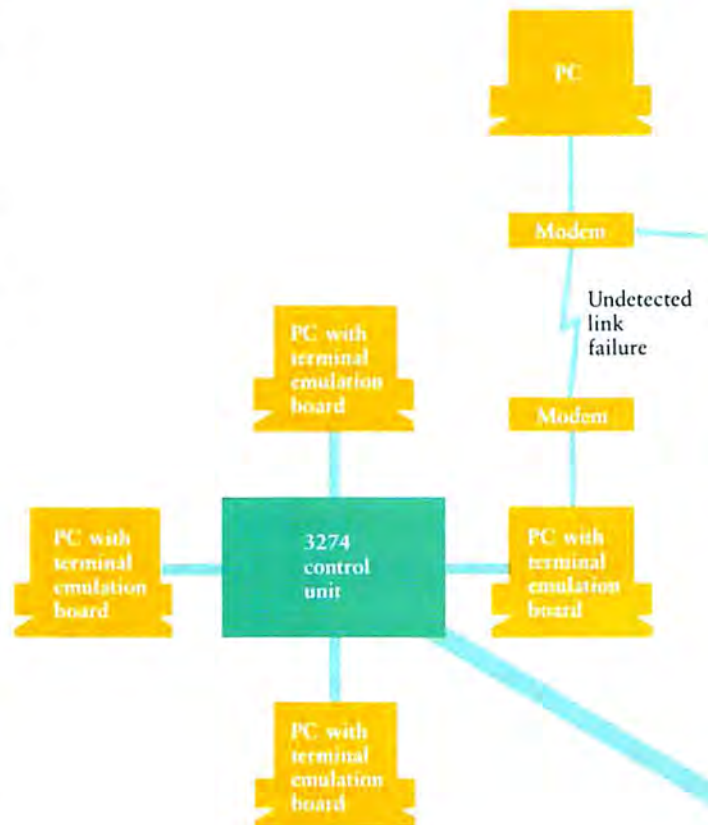 PC
Modem
Undetected
link
failure
Modem
PC with
terminal
emulation
board
PC with
terminal
emulation
board
3274
control
unit
PC with
terminal
emulation
board
PC with
terminal
emulation
board